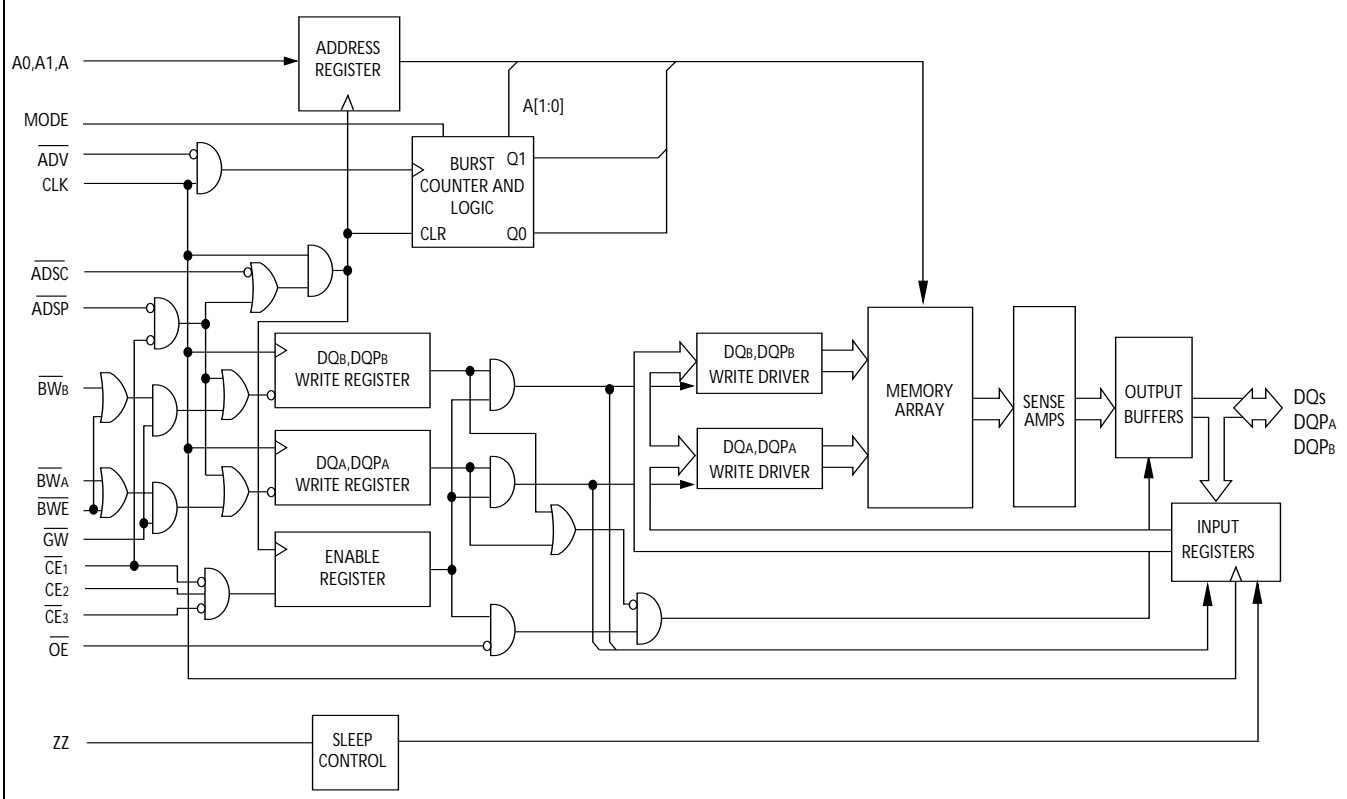 A0,A1,A
ADDRESS
REGISTER
MODE
A[1:0]
ADV
CLK
BURST
COUNTER AND
LOGIC
Q1
CLR
Q0
ADSC
ADSP
BWB
DQB,DQPB
WRITE REGISTER
DQB,DQPB
WRITE DRIVER
MEMORY
ARRAY
SENSE
AMPS
OUTPUT
BUFFERS
DQs
DQPA
DQPB
BWA
BWE
DQA,DQPA
WRITE REGISTER
DQA,DQPA
WRITE DRIVER
GW
CE1
CE2
CE3
ENABLE
REGISTER
INPUT
REGISTERS
OE
ZZ
SLEEP
CONTROL